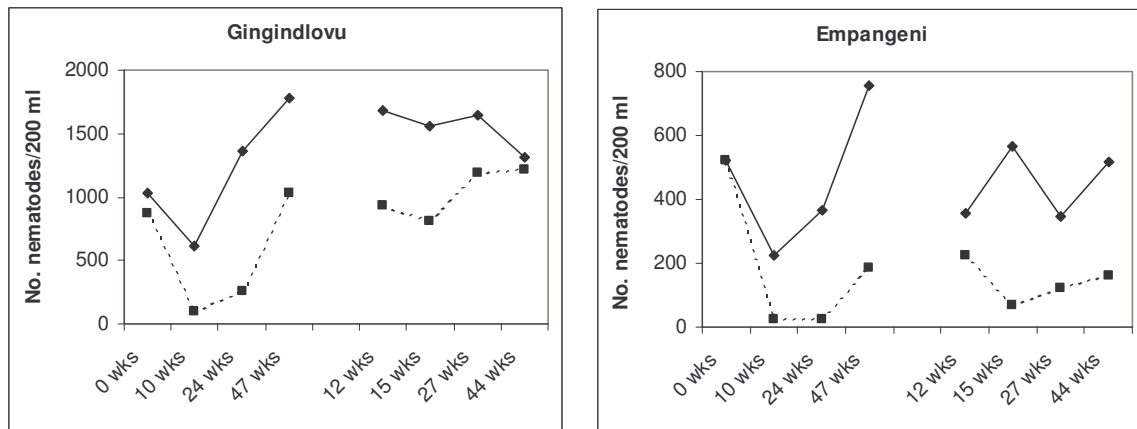 Gingindlovu
No. nematodes/200 ml
2000
1500
1000
500
0
0 wks
10 wks
24 wks
47 wks
12 wks
15 wks
27 wks
44 wks
Empangeni
No. nematodes/200 ml
800
600
400
200
0
0 wks
10 wks
24 wks
47 wks
12 wks
15 wks
27 wks
44 wks